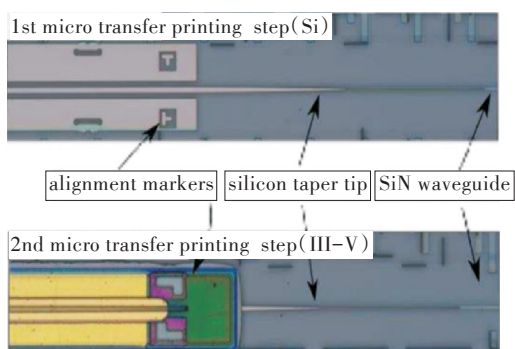 1st micro transfer printing step(Si)
alignment markers
silicon taper tip
SiN waveguide
2nd micro transfer printing step(III-V)